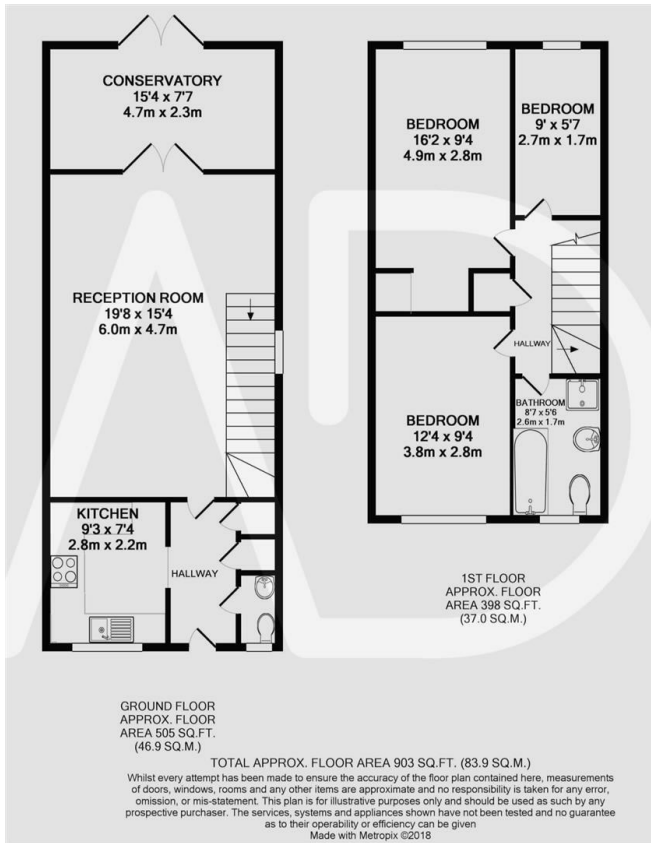 CONSERVATORY
15'4 x 7'7
4.7m x 2.3m
RECEPTION ROOM
19'8 x 15'4
6.0m x 4.7m
KITCHEN
9'3 x 7'4
2.8m x 2.2m
HALLWAY
GROUND FLOOR
APPROX. FLOOR
AREA 505 SQ.FT.
(46.9 SQ.M.)
BEDROOM
16'2 x 9'4
4.9m x 2.8m
BEDROOM
9' x 5'7
2.7m x 1.7m
HALLWAY
BEDROOM
12'4 x 9'4
3.8m x 2.8m
BATHROOM
8'7 x 5'6
2.6m x 1.7m
1ST FLOOR
APPROX. FLOOR
AREA 398 SQ.FT.
(37.0 SQ.M.)
TOTAL APPROX. FLOOR AREA 903 SQ.FT. (83.9 SQ.M.)
Whilst every attempt has been made to ensure the accuracy of the floor plan contained here, measurements
of doors, windows, rooms and any other items are approximate and no responsibility is taken for any error,
omission, or mis-statement. This plan is for illustrative purposes only and should be used as such by any
prospective purchaser. The services, systems and appliances shown have not been tested and no guarantee
as to their operability or efficiency can be given
Made with Metropix ©2018
AD